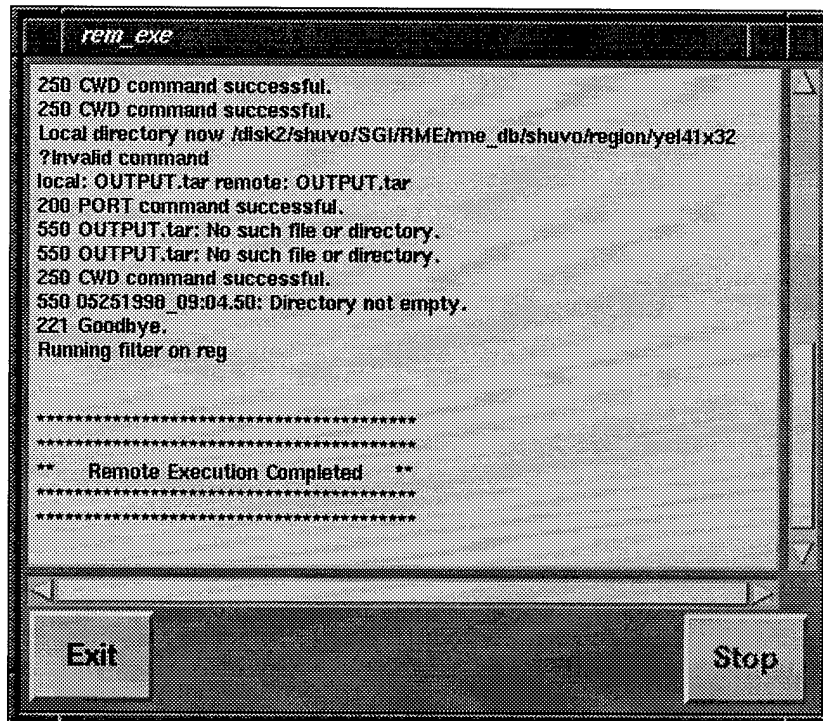 rem_exe
250 CWD command successful.
250 CWD command successful.
Local directory now /disk2/shuvo/SGI/RME/rme_db/shuvo/region/yel41x32
?Invalid command
local: OUTPUT.tar remote: OUTPUT.tar
200 PORT command successful.
550 OUTPUT.tar: No such file or directory.
550 OUTPUT.tar: No such file or directory.
250 CWD command successful.
550 05251998_09:04.50: Directory not empty.
221 Goodbye.
Running filter on reg
****************************************
****************************************
** Remote Execution Completed **
****************************************
****************************************
Exit
Stop